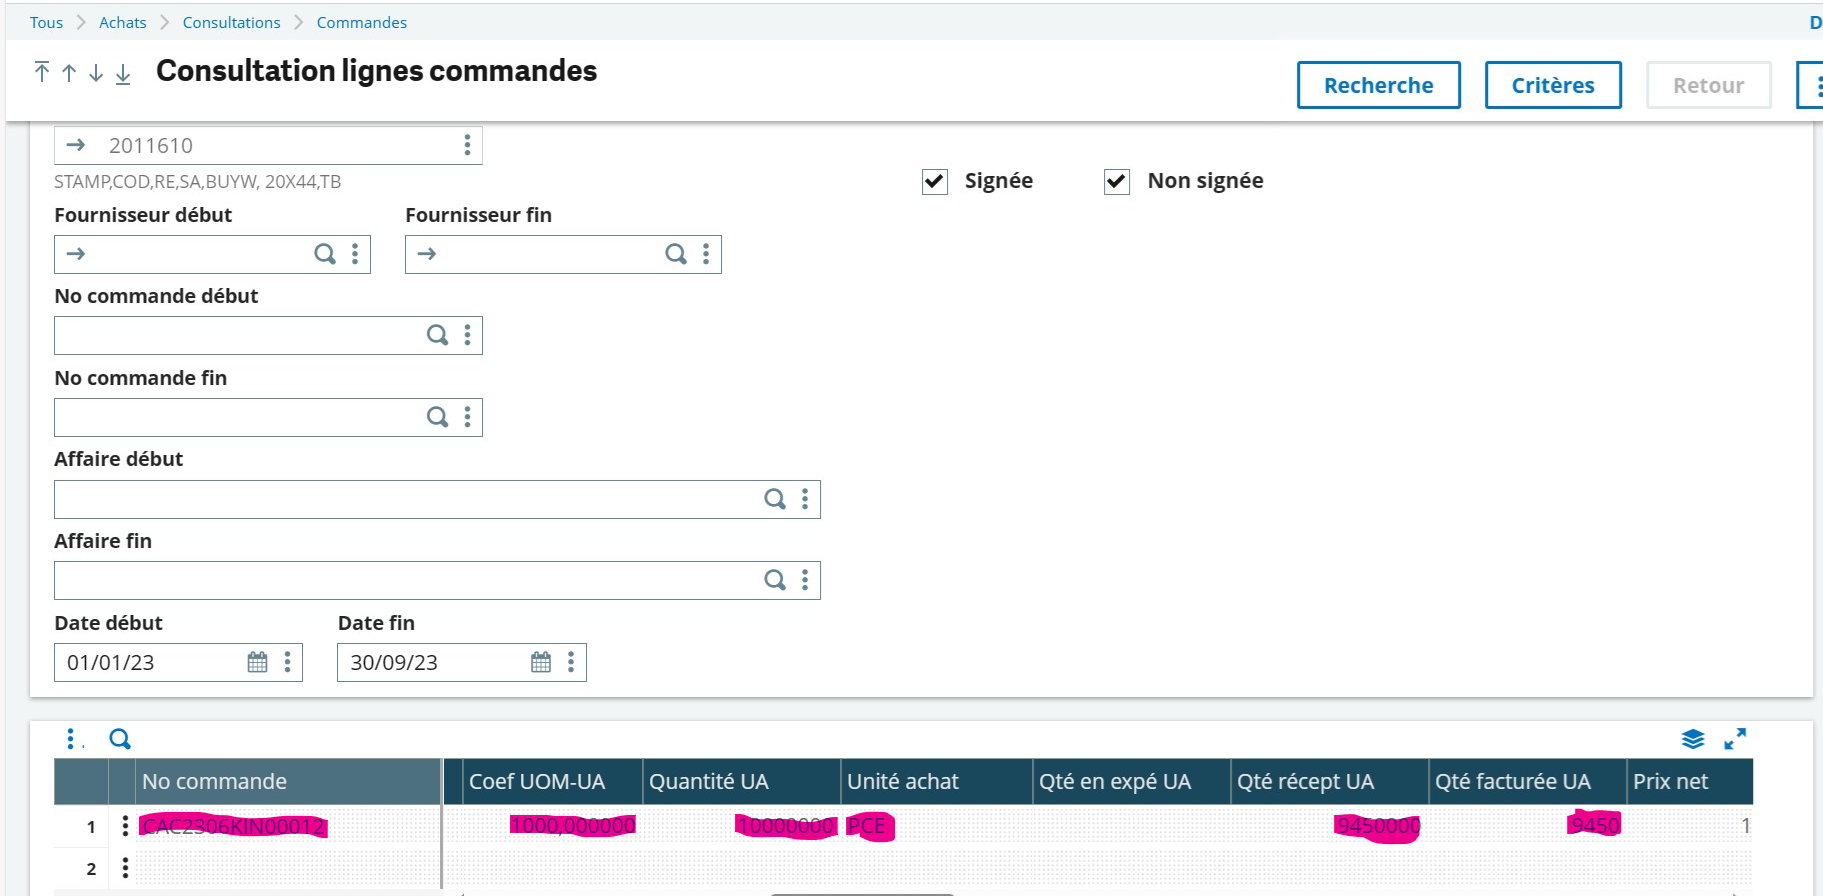 Tous > Achats > Consultations > Commandes D
Consultation lignes commandes
Recherche Critères Retour
2011610
STAMP,COD,RE,SA,BUYW, 20X44,TB
Signée Non signée
Fournisseur début Fournisseur fin
No commande début
No commande fin
Affaire début
Affaire fin
Date début Date fin
01/01/23 30/09/23
No commande Coef UOM-UA Quantité UA Unité achat Qté en expé UA Qté récept UA Qté facturée UA Prix net
1 CAC2306KIN00012 1000,000000 10000000 PCE 9450000 9450 1
2